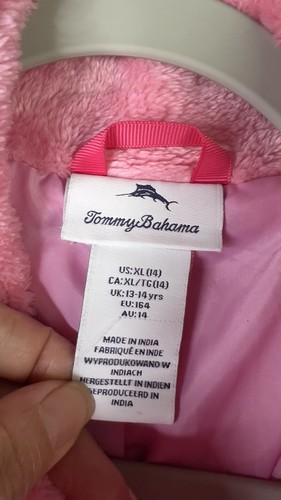 Tommy Bahama
US:XL (14)
CA:XL/TG(14)
UK:13-14 yrs
EU:164
AU:14
MADE IN INDIA
FABRIQUÉ EN INDE
WYPRODUKOWANO W
INDIACH
HERGESTELLT IN INDIEN
GEPRODUCEERD IN
INDIA